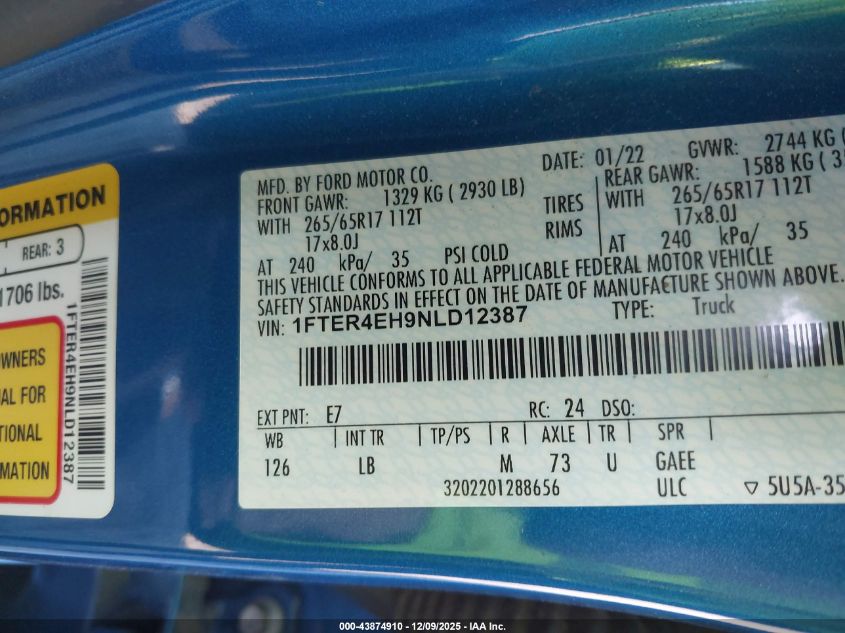 ORMATION
REAR: 3
1706 lbs.
OWNERS
AL FOR
TIONAL
RMATION
1FTER4EH9NLD12387
MFD. BY FORD MOTOR CO. DATE: 01/22 GVWR: 2744 KG (
FRONT GAWR: 1329 KG ( 2930 LB) REAR GAWR: 1588 KG ( 3
WITH 265/65R17 112T TIRES WITH 265/65R17 112T
17x8.0J RIMS 17x8.0J
AT 240 kPa/ 35 PSI COLD AT 240 kPa/ 35
THIS VEHICLE CONFORMS TO ALL APPLICABLE FEDERAL MOTOR VEHICLE
SAFETY STANDARDS IN EFFECT ON THE DATE OF MANUFACTURE SHOWN ABOVE.
VIN: 1FTER4EH9NLD12387 TYPE: Truck
EXT PNT: E7 RC: 24 DSO:
WB INT TR TP/PS R AXLE TR SPR
126 LB M 73 U GAEE
3202201288656 ULC ▽ 5U5A-35
000-43874910 - 12/09/2025 - IAA Inc.